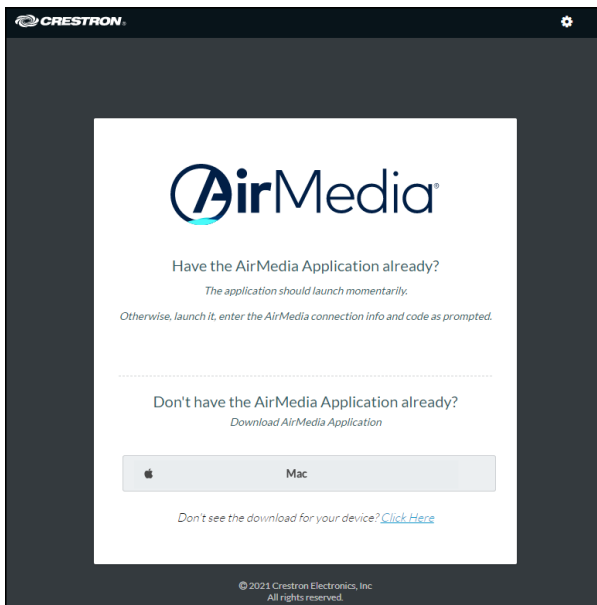 CRESTRON®
AirMedia®
Have the AirMedia Application already?
The application should launch momentarily.
Otherwise, launch it, enter the AirMedia connection info and code as prompted.
Don't have the AirMedia Application already?
Download AirMedia Application
Mac
Don't see the download for your device? Click Here
© 2021 Crestron Electronics, Inc
All rights reserved.